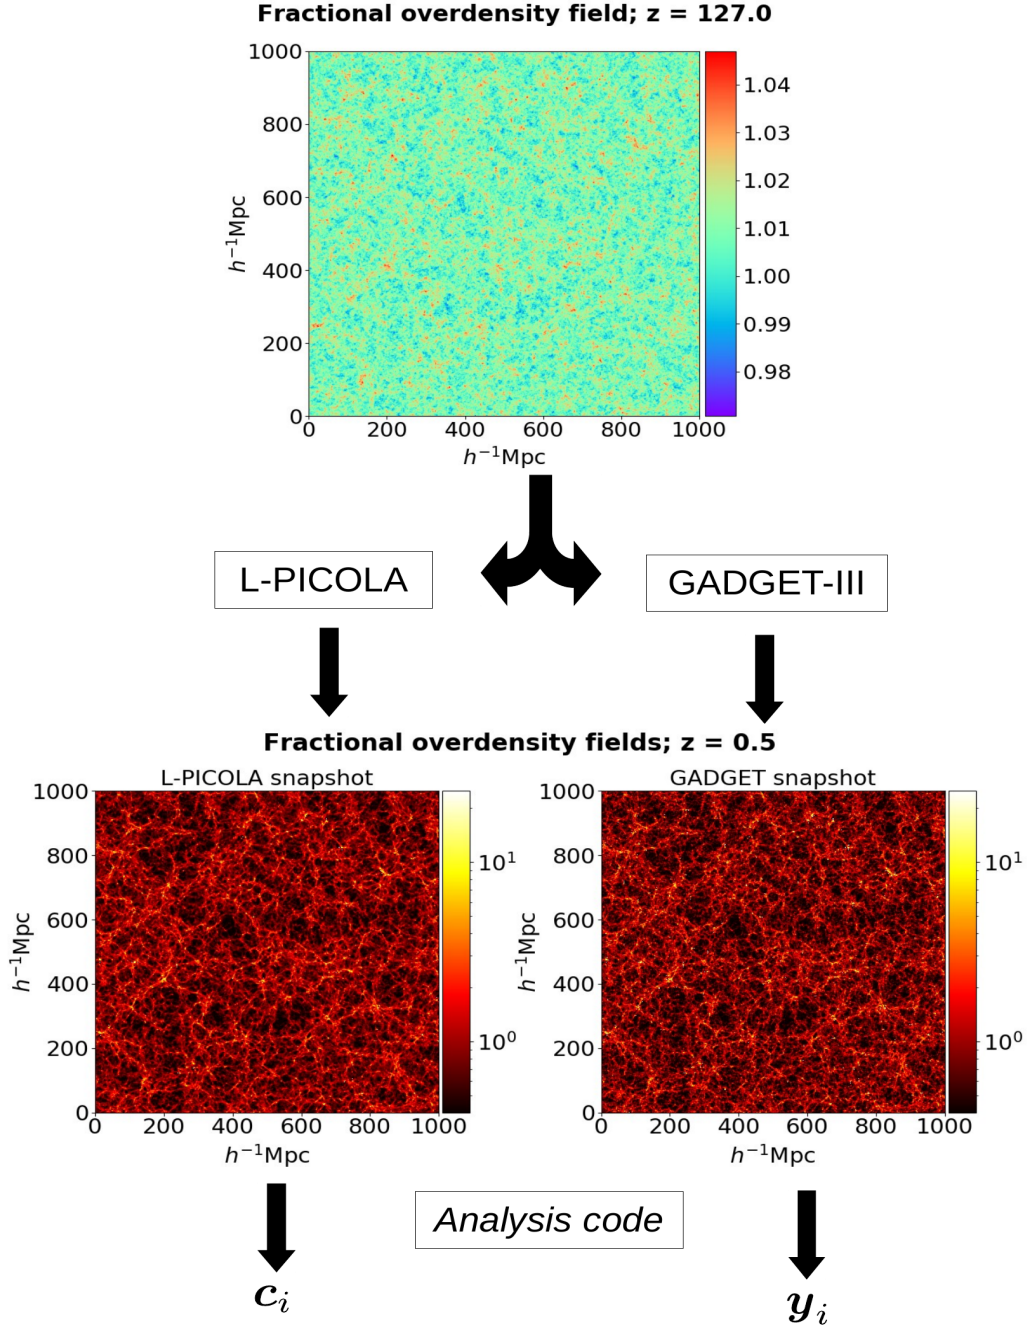 Fractional overdensity field; z = 127.0
1000
800
600
400
200
0
h⁻¹Mpc
0 200 400 600 800 1000
h⁻¹Mpc
1.04
1.03
1.02
1.01
1.00
0.99
0.98
L-PICOLA
GADGET-III
Fractional overdensity fields; z = 0.5
L-PICOLA snapshot
1000
800
600
400
200
0
h⁻¹Mpc
0 200 400 600 800 1000
h⁻¹Mpc
10¹
10⁰
GADGET snapshot
1000
800
600
400
200
0
h⁻¹Mpc
0 200 400 600 800 1000
h⁻¹Mpc
10¹
10⁰
Analysis code
cᵢ
yᵢ